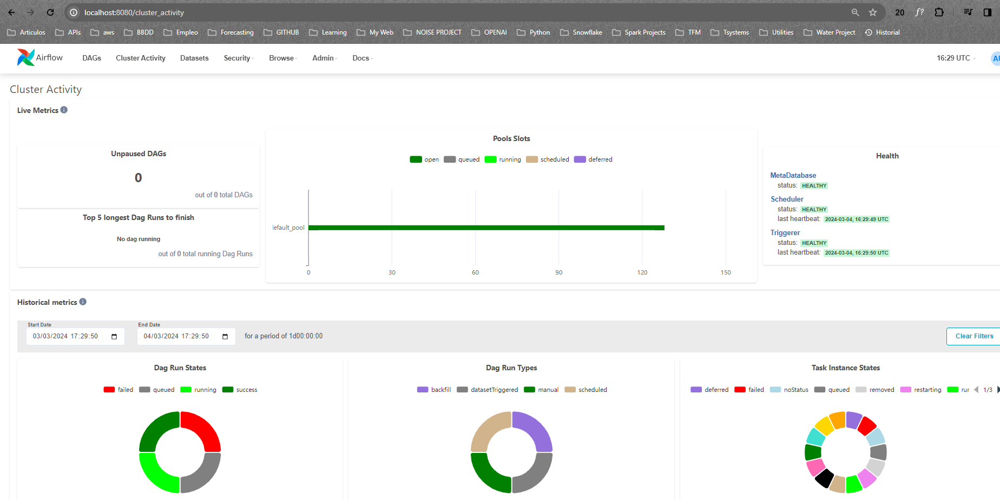 localhost:8080/cluster_activity
20 f?
Articulos APIs aws BBDD Empleo Forecasting GITHUB Learning My Web NOISE PROJECT OPENAI Python Snowflake Spark Projects TFM Tsystems Utilities Water Project Historial
Airflow DAGs Cluster Activity Datasets Security Browse Admin Docs 16:29 UTC AU
Cluster Activity
Live Metrics
Unpaused DAGs
0
out of 0 total DAGs
Top 5 longest Dag Runs to finish
No dag running
out of 0 total running Dag Runs
Pools Slots
open queued running scheduled deferred
default_pool
0 30 60 90 120 150
Health
MetaDatabase
status: HEALTHY
Scheduler
status: HEALTHY
last heartbeat: 2024-03-04, 16:29:49 UTC
Triggerer
status: HEALTHY
last heartbeat: 2024-03-04, 16:29:50 UTC
Historical metrics
Start Date End Date
03/03/2024 17:29:50 04/03/2024 17:29:50 for a period of 1d00:00:00 Clear Filters
Dag Run States
failed queued running success
Dag Run Types
backfill datasetTriggered manual scheduled
Task Instance States
deferred failed noStatus queued removed restarting rur 1/3